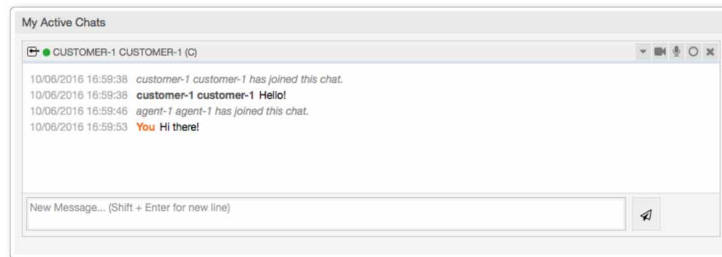 My Active Chats
CUSTOMER-1 CUSTOMER-1 (C)
10/06/2016 16:59:38 customer-1 customer-1 has joined this chat.
10/06/2016 16:59:38 customer-1 customer-1 Hello!
10/06/2016 16:59:46 agent-1 agent-1 has joined this chat.
10/06/2016 16:59:53 You Hi there!
New Message... (Shift + Enter for new line)